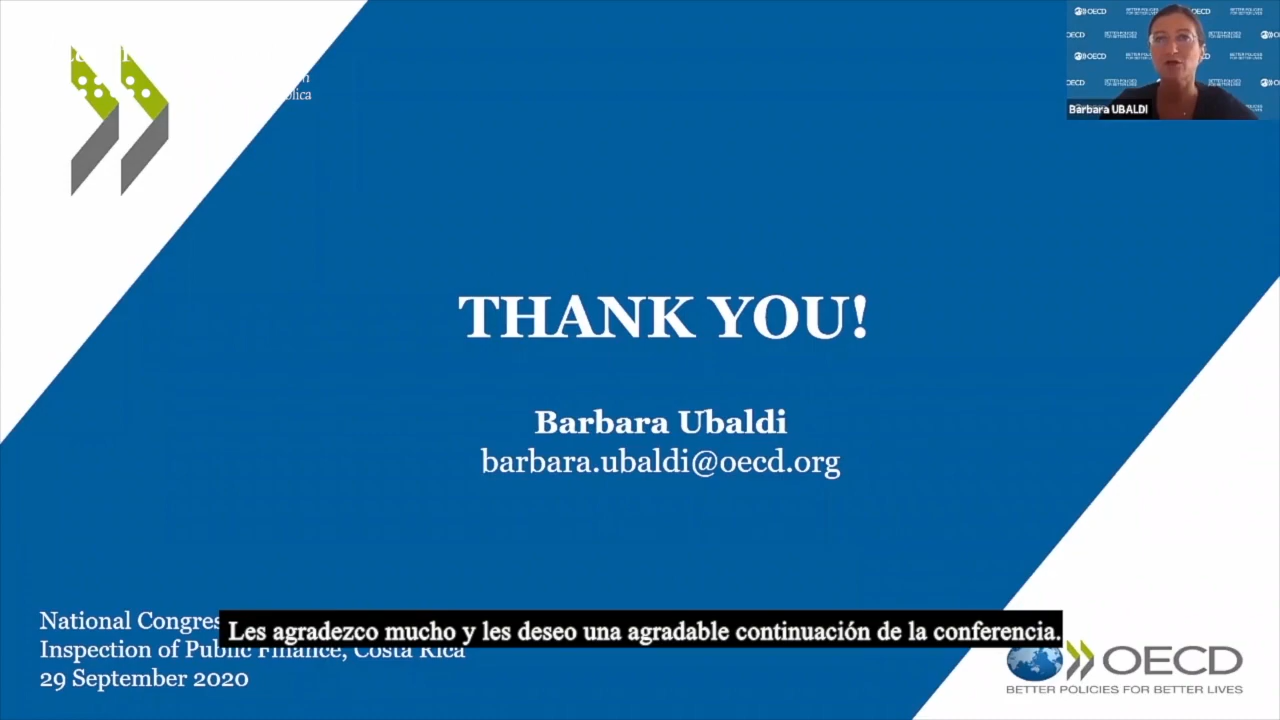 OECD
BETTER POLICIES
FOR BETTER LIVES
Barbara UBALDI
THANK YOU!
Barbara Ubaldi
barbara.ubaldi@oecd.org
National Congres
Les agradezco mucho y les deseo una agradable continuación de la conferencia.
Inspection of Public Finance, Costa Rica
29 September 2020
OECD
BETTER POLICIES FOR BETTER LIVES